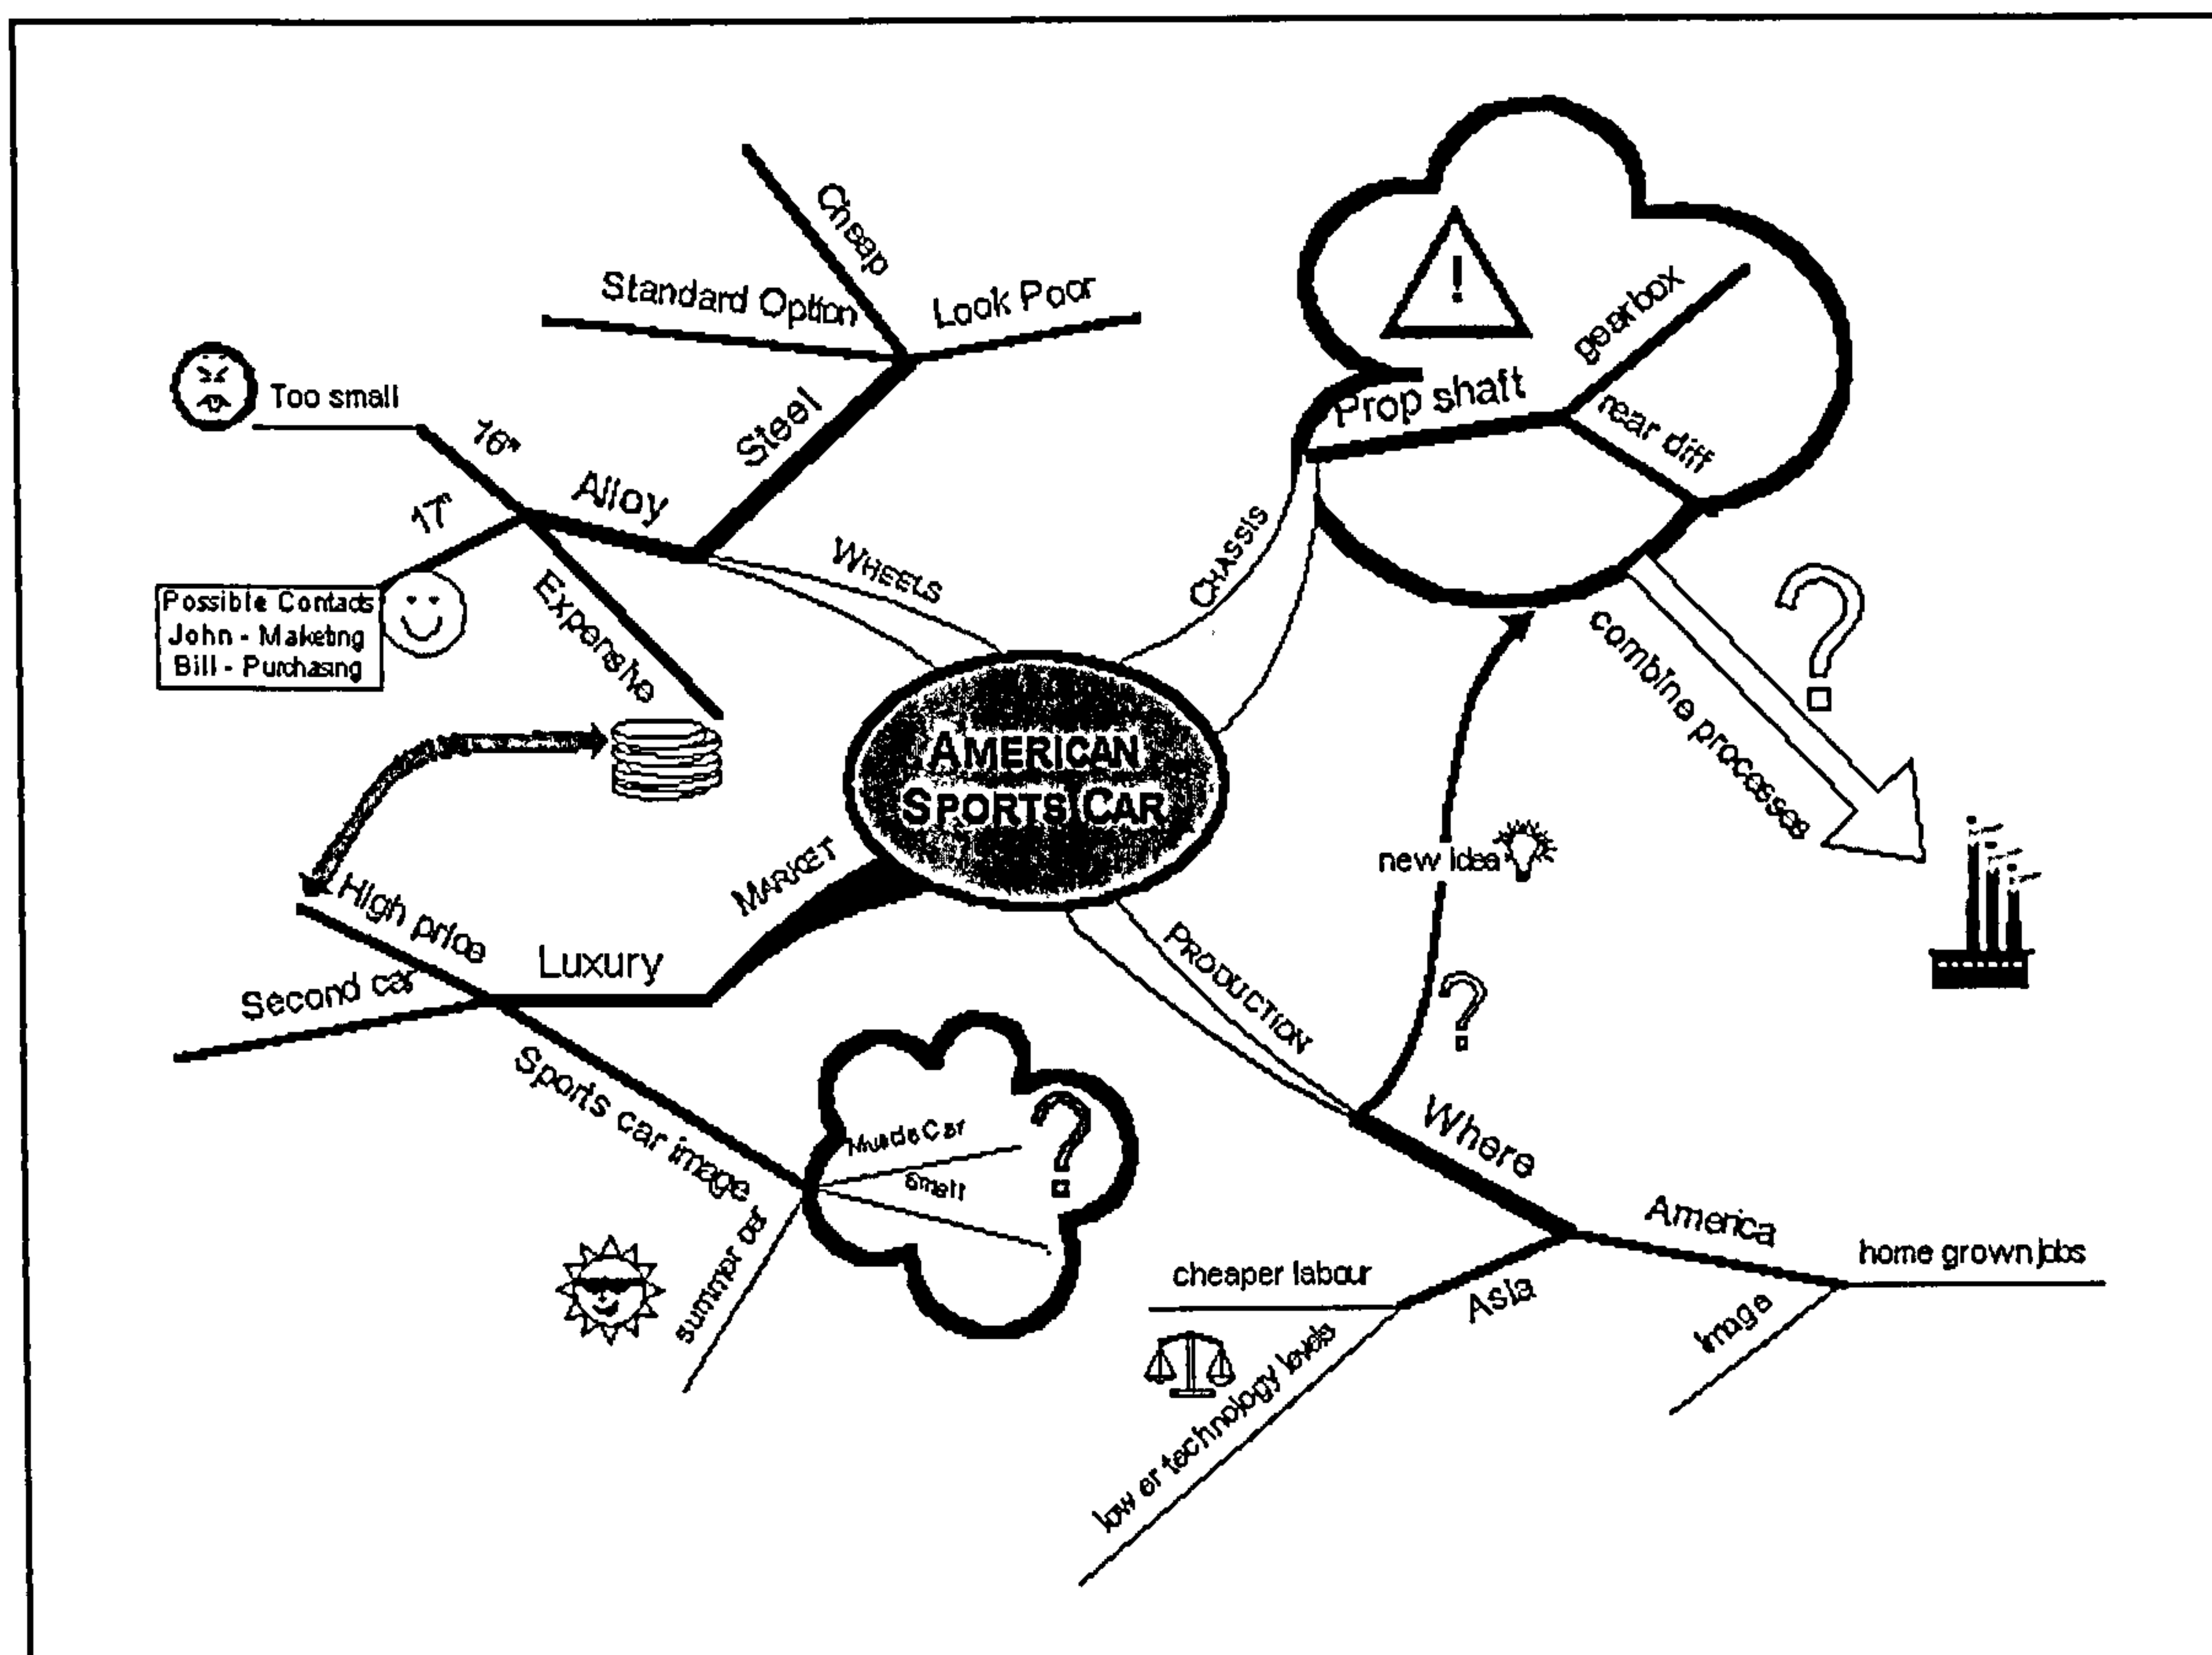 Cheap
Standard Option
Look Poor
Steel
Too small
16"
17"
Alloy
Expensive
WHEELS
Possible Contacts
John - Maketing
Bill - Purchasing
!
gearbox
Prop shaft
rear diff
CHASSIS
combine processes
?
AMERICAN
SPORTS CAR
new idea
?
MARKET
High price
Second car
Luxury
Sports car image
Muscle Car
small
?
summer car
PRODUCTION
Where
America
home grown jobs
image
Asia
cheaper labour
lower technology levels